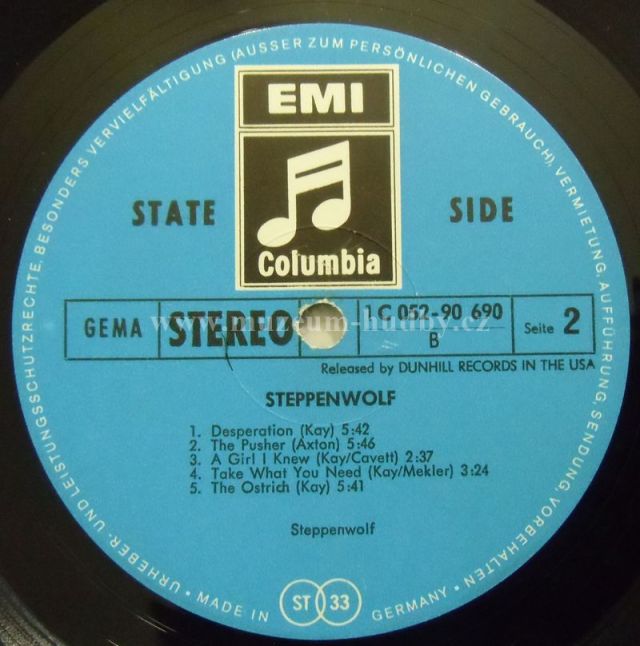 URHEBER- UND LEISTUNGSSCHUTZRECHTE, BESONDERS VERVIELFÄLTIGUNG (AUSSER ZUM PERSÖNLICHEN GEBRAUCH), VERMIETUNG, AUFFÜHRUNG, SENDUNG, VORBEHALTEN
EMI
STATE SIDE
Columbia
GEMA STEREO 1 C 052-90 690 B Seite 2
www.muzeum-hudby.cz
Released by DUNHILL RECORDS IN THE USA
STEPPENWOLF
1. Desperation (Kay) 5:42
2. The Pusher (Axton) 5:46
3. A Girl I Knew (Kay/Cavett) 2:37
4. Take What You Need (Kay/Mekler) 3:24
5. The Ostrich (Kay) 5:41
Steppenwolf
• MADE IN GERMANY •
ST 33